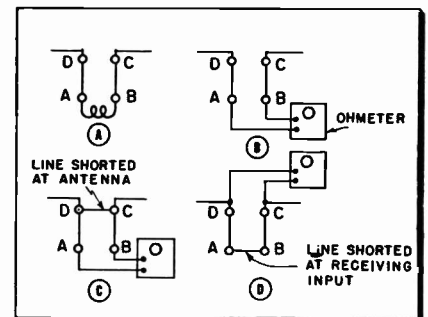 D C
A B
A
D C
A B
OHMETER
B
LINE SHORTED
AT ANTENNA
D C
A B
C
D C
A B
LINE SHORTED
AT RECEIVING
INPUT
D